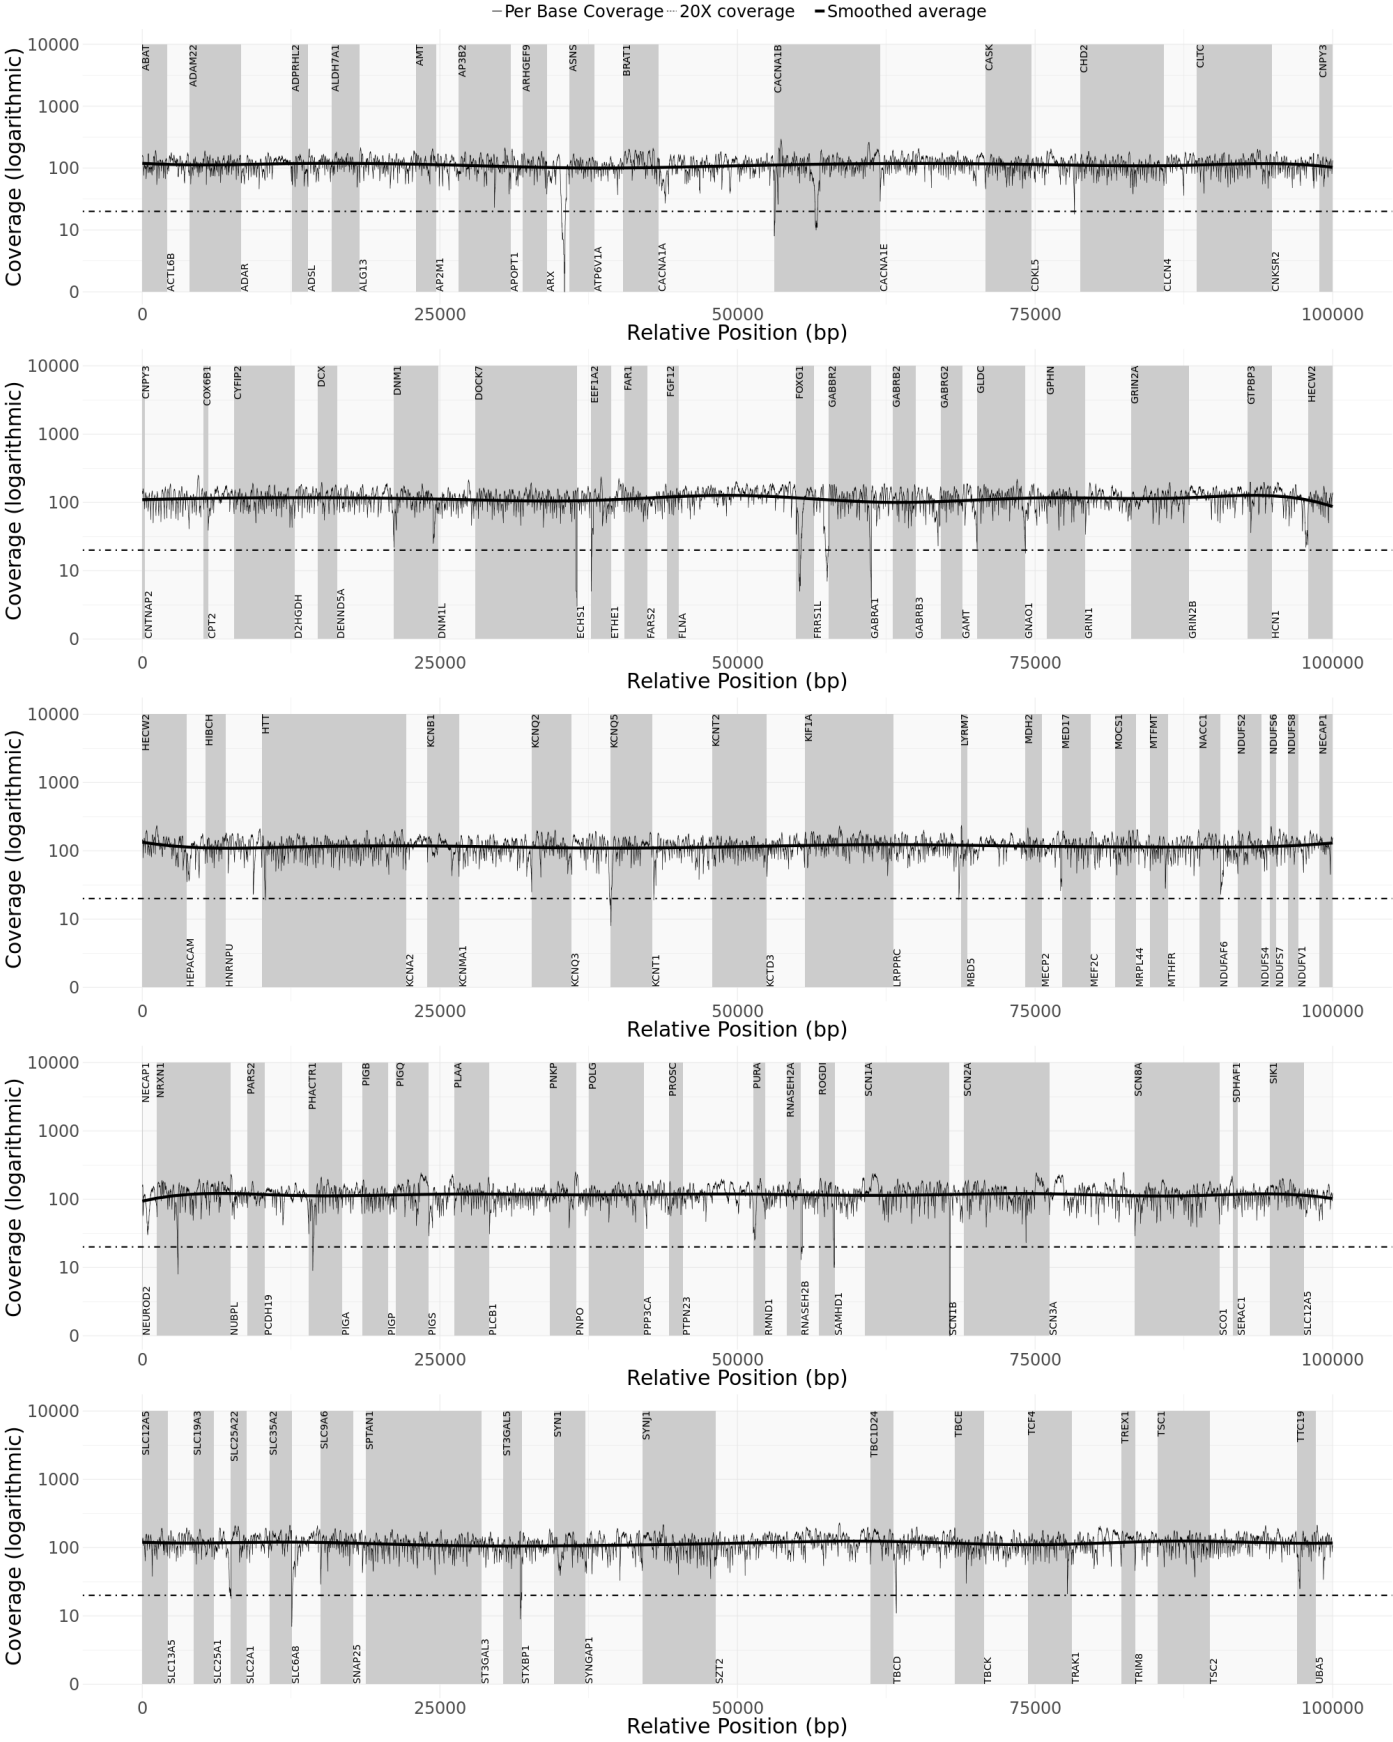 Per Base Coverage 20X coverage Smoothed average
Coverage (logarithmic)
10000
1000
100
10
0
ABAT ADAM22 ADPRHL2 ALDH7A1 AMT AP3B2 ARHGEF9 ASNS BRAT1 CACNA1B CASK CHD2 CLTC CNPY3
ACTL6B ADAR ADSL ALG13 AP2M1 APOPT1 ARX ATP6V1A CACNA1A CACNA1E CDKL5 CLCN4 CNKSR2
0 25000 50000 75000 100000
Relative Position (bp)
Coverage (logarithmic)
10000
1000
100
10
0
CNPY3 COX6B1 CYFIP2 DCX DNM1 DOCK7 EEF1A2 FAR1 FGF12 FOXG1 GABBR2 GABRB2 GABRG2 GLDC GPHN GRIN2A GTPBP3 HECW2
CNTNAP2 CPT2 D2HGDH DENND5A DNM1L ECHS1 ETHE1 FARS2 FLNA FRRS1L GABRA1 GABRB3 GAMT GNAO1 GRIN1 GRIN2B HCN1
0 25000 50000 75000 100000
Relative Position (bp)
Coverage (logarithmic)
10000
1000
100
10
0
HECW2 HIBCH HTT KCNB1 KCNQ2 KCNQ5 KCNT2 KIF1A LYRM7 MDH2 MED17 MOCS1 MTFMT NACC1 NDUFS2 NDUFS6 NDUFS8 NECAP1
HEPACAM HNRNPU KCNA2 KCNMA1 KCNQ3 KCNT1 KCTD3 LRPPRC MBD5 MECP2 MEF2C MRPL44 MTHFR NDUFAF6 NDUFS4 NDUFS7 NDUFV1
0 25000 50000 75000 100000
Relative Position (bp)
Coverage (logarithmic)
10000
1000
100
10
0
NECAP1 NRXN1 PARS2 PHACTR1 PIGB PIGQ PLAA PNKP POLG PROSC PURA RNASEH2A ROGDI SCN1A SCN2A SCN8A SDHAF1 SIK1
NEUROD2 NUBPL PCDH19 PIGA PIGP PIGS PLCB1 PNPO PPP3CA PTPN23 RMND1 RNASEH2B SAMHD1 SCN1B SCN3A SCO1 SERAC1 SLC12A5
0 25000 50000 75000 100000
Relative Position (bp)
Coverage (logarithmic)
10000
1000
100
10
0
SLC12A5 SLC19A3 SLC25A22 SLC35A2 SLC9A6 SPTAN1 ST3GAL5 SYN1 SYNJ1 TBC1D24 TBCE TCF4 TREX1 TSC1 TTC19
SLC13A5 SLC25A1 SLC2A1 SLC6A8 SNAP25 ST3GAL3 STXBP1 SYNGAP1 SZT2 TBCD TBCK TRAK1 TRIM8 TSC2 UBA5
0 25000 50000 75000 100000
Relative Position (bp)